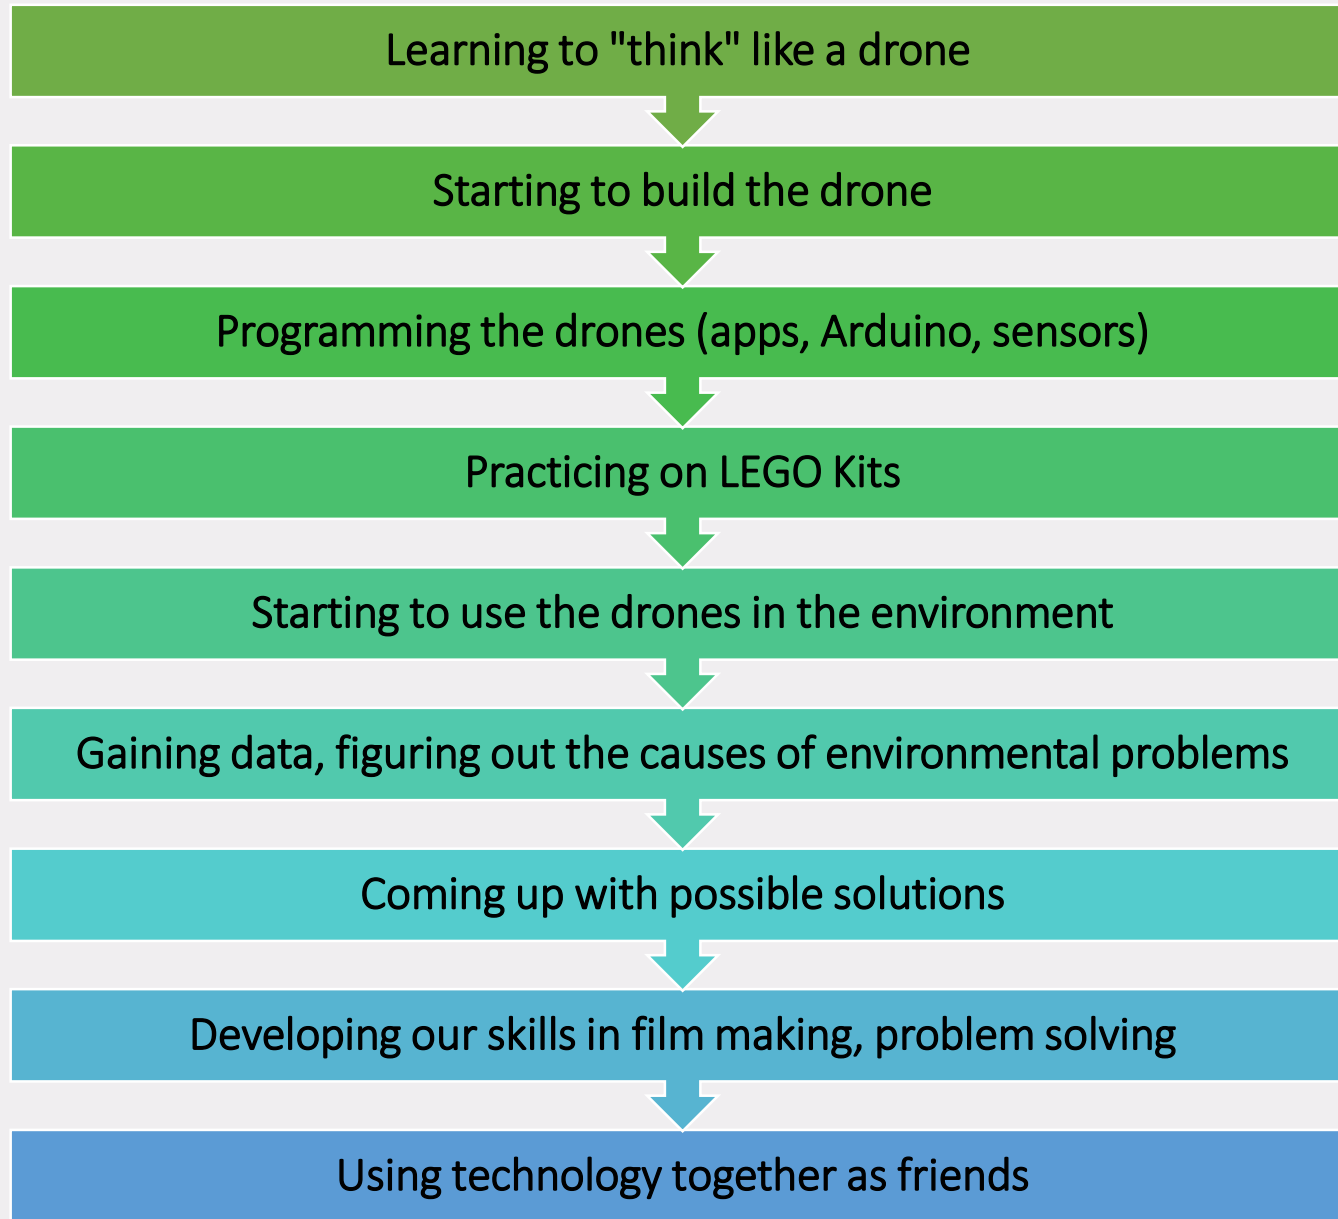 Learning to "think" like a drone
Starting to build the drone
Programming the drones (apps, Arduino, sensors)
Practicing on LEGO Kits
Starting to use the drones in the environment
Gaining data, figuring out the causes of environmental problems
Coming up with possible solutions
Developing our skills in film making, problem solving
Using technology together as friends